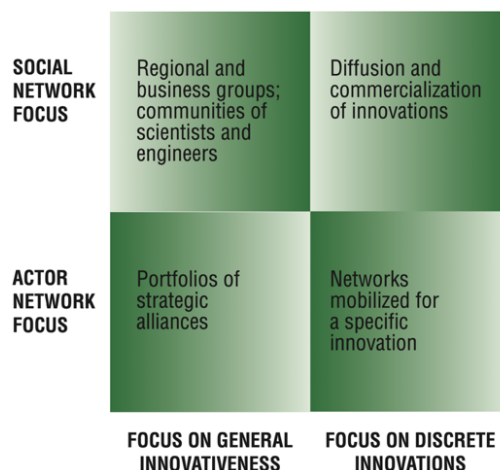 SOCIAL
NETWORK
FOCUS
Regional and
business groups;
communities of
scientists and
engineers
Diffusion and
commercialization
of innovations
ACTOR
NETWORK
FOCUS
Portfolios of
strategic
alliances
Networks
mobilized for
a specific
innovation
FOCUS ON GENERAL
INNOVATIVENESS
FOCUS ON DISCRETE
INNOVATIONS